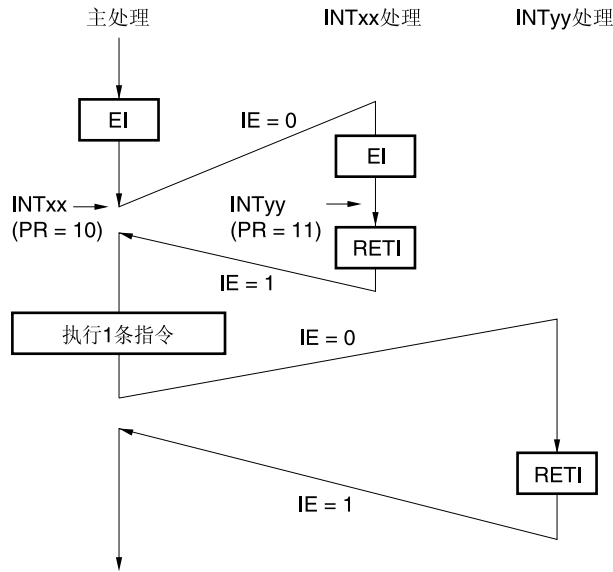 主处理
INTxx处理
INTyy处理
EI
IE = 0
EI
INTxx
(PR = 10)
INTyy
(PR = 11)
RETI
IE = 1
执行1条指令
IE = 0
RETI
IE = 1